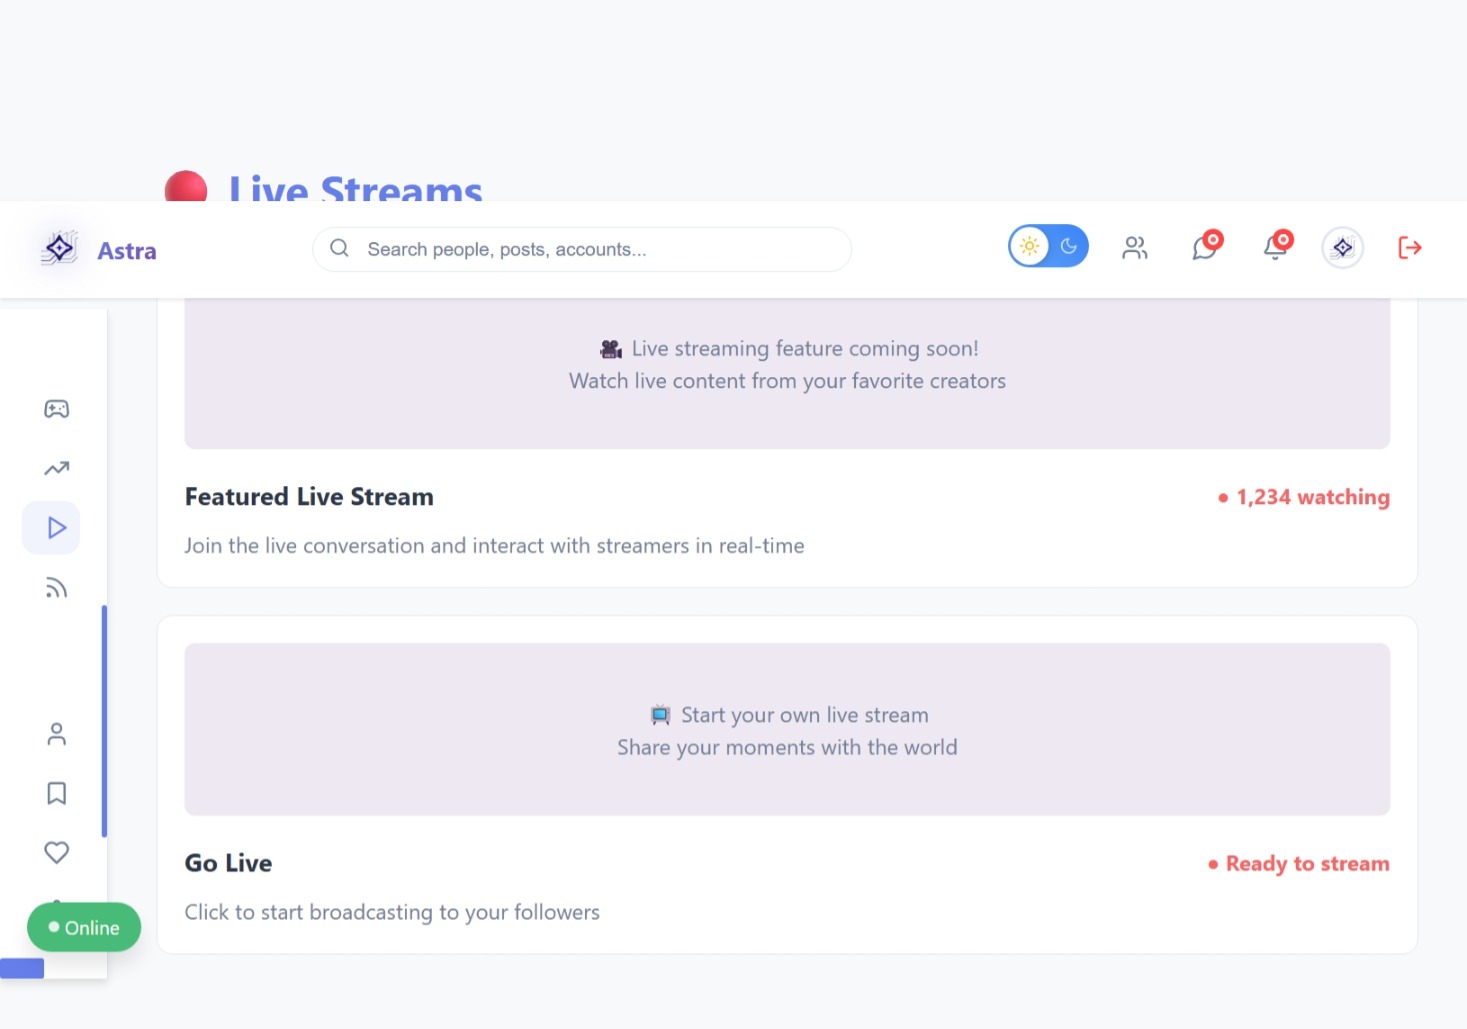 Live Streams
Astra
Search people, posts, accounts...
0
0
Live streaming feature coming soon!
Watch live content from your favorite creators
Featured Live Stream
● 1,234 watching
Join the live conversation and interact with streamers in real-time
Start your own live stream
Share your moments with the world
Go Live
● Ready to stream
Click to start broadcasting to your followers
Online